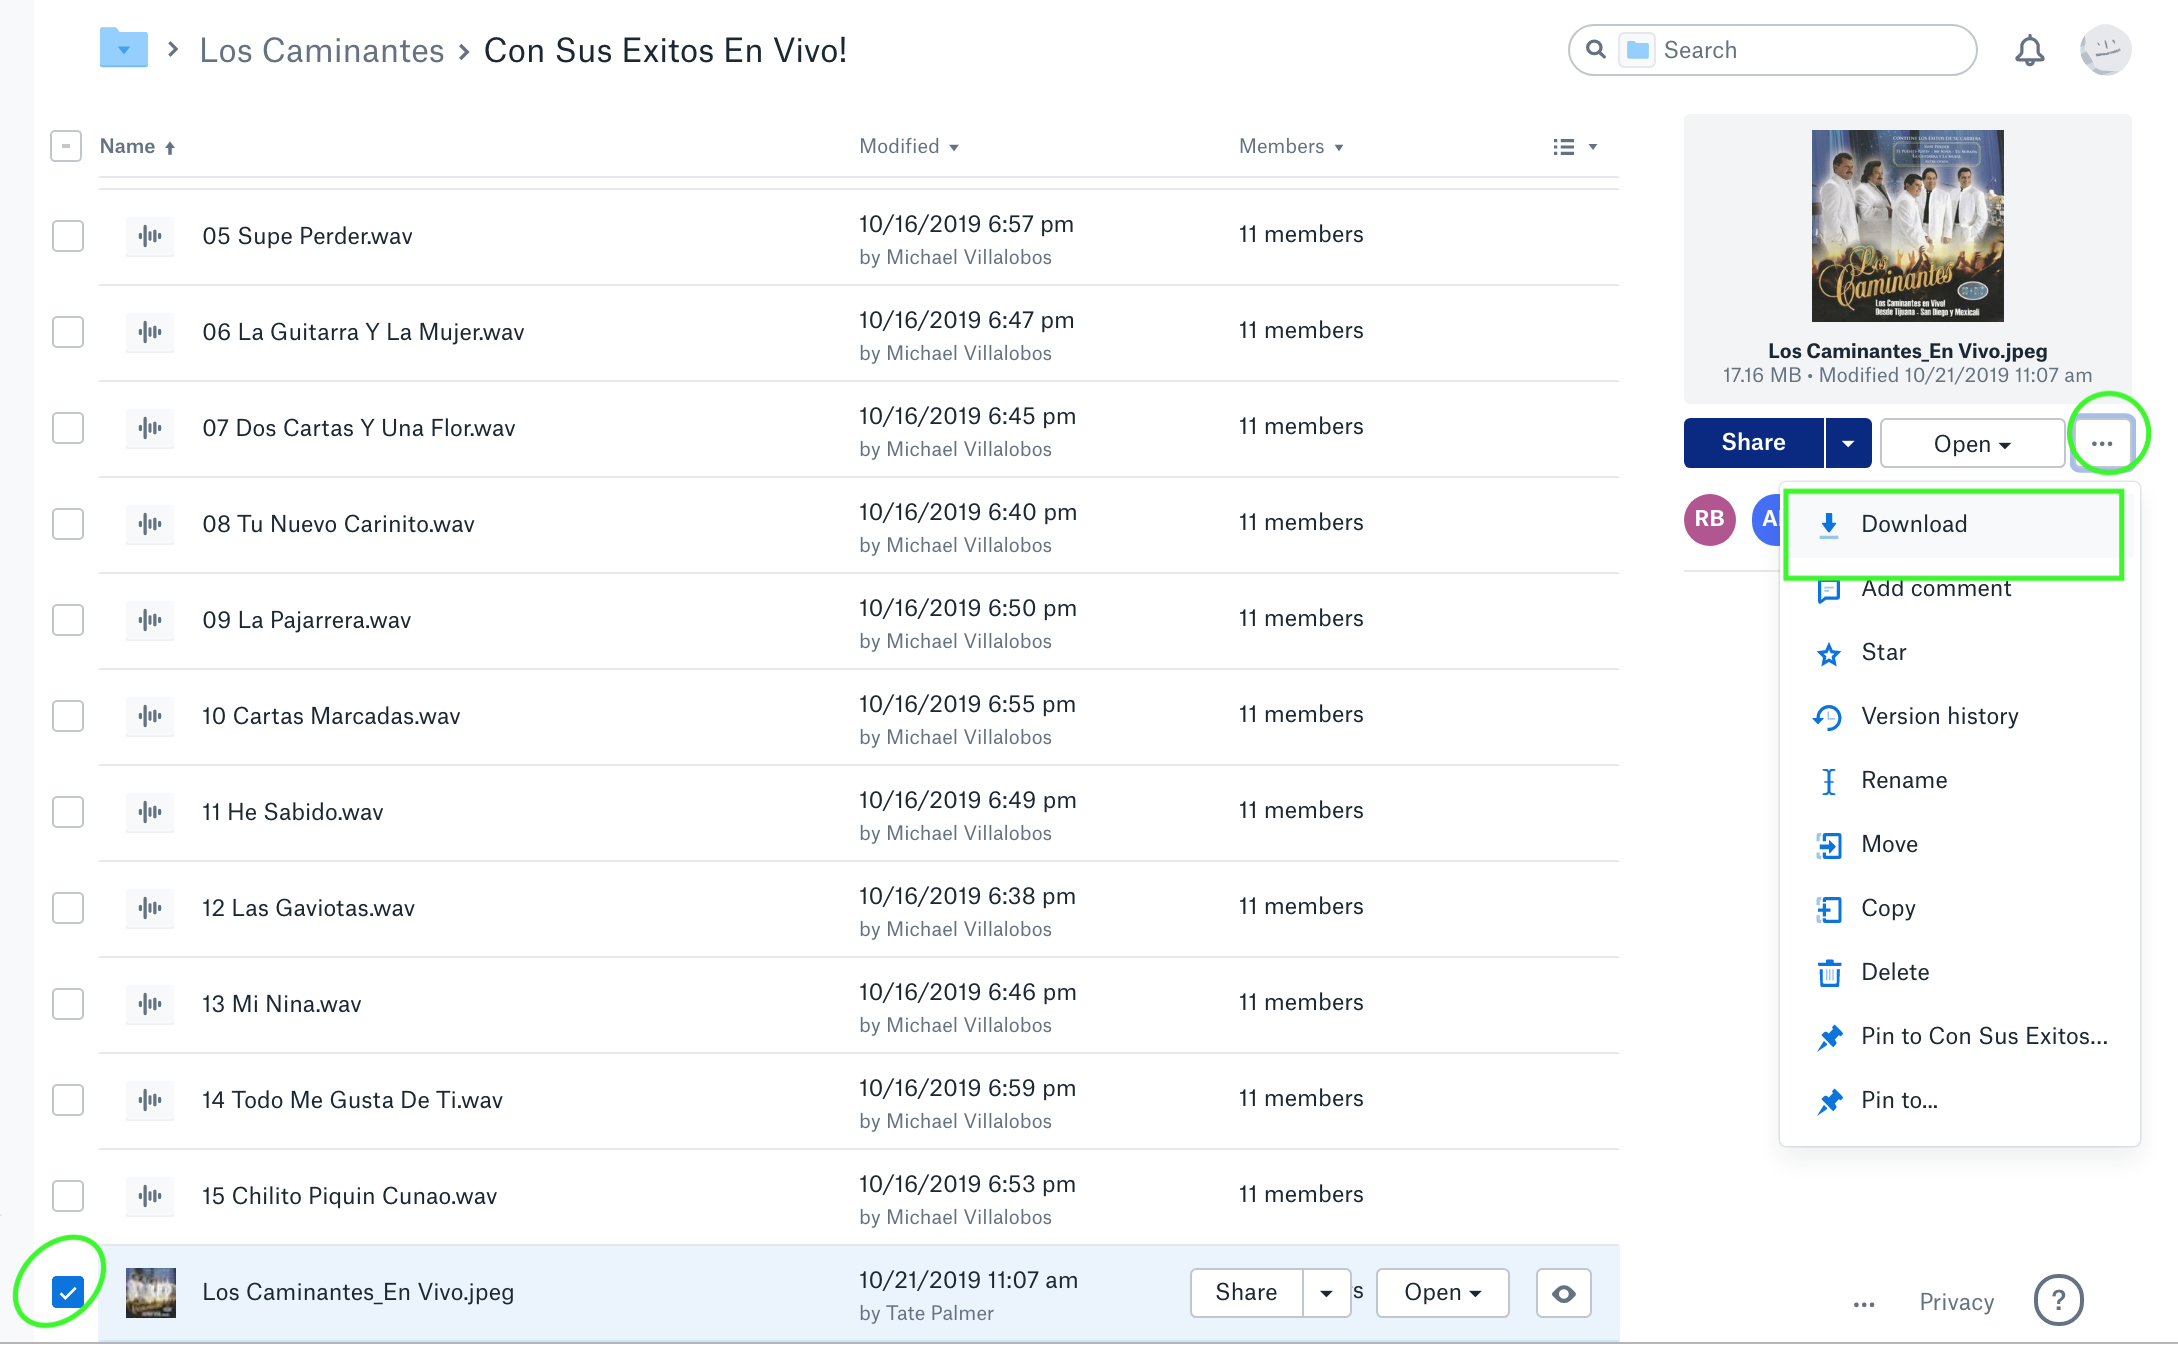 Los Caminantes > Con Sus Exitos En Vivo!
Search
Name
Modified
Members
05 Supe Perder.wav
10/16/2019 6:57 pm
by Michael Villalobos
11 members
06 La Guitarra Y La Mujer.wav
10/16/2019 6:47 pm
by Michael Villalobos
11 members
07 Dos Cartas Y Una Flor.wav
10/16/2019 6:45 pm
by Michael Villalobos
11 members
08 Tu Nuevo Carinito.wav
10/16/2019 6:40 pm
by Michael Villalobos
11 members
09 La Pajarrera.wav
10/16/2019 6:50 pm
by Michael Villalobos
11 members
10 Cartas Marcadas.wav
10/16/2019 6:55 pm
by Michael Villalobos
11 members
11 He Sabido.wav
10/16/2019 6:49 pm
by Michael Villalobos
11 members
12 Las Gaviotas.wav
10/16/2019 6:38 pm
by Michael Villalobos
11 members
13 Mi Nina.wav
10/16/2019 6:46 pm
by Michael Villalobos
11 members
14 Todo Me Gusta De Ti.wav
10/16/2019 6:59 pm
by Michael Villalobos
11 members
15 Chilito Piquin Cunao.wav
10/16/2019 6:53 pm
by Michael Villalobos
11 members
Los Caminantes_En Vivo.jpeg
10/21/2019 11:07 am
by Tate Palmer
Share
s
Open
Los
Caminantes
Los Caminantes en Vivo!
Desde Tijuana - San Diego y Mexicali
Los Caminantes_En Vivo.jpeg
17.16 MB • Modified 10/21/2019 11:07 am
Share
Open
...
RB
A
Download
Add comment
Star
Version history
Rename
Move
Copy
Delete
Pin to Con Sus Exitos...
Pin to...
...
Privacy
?